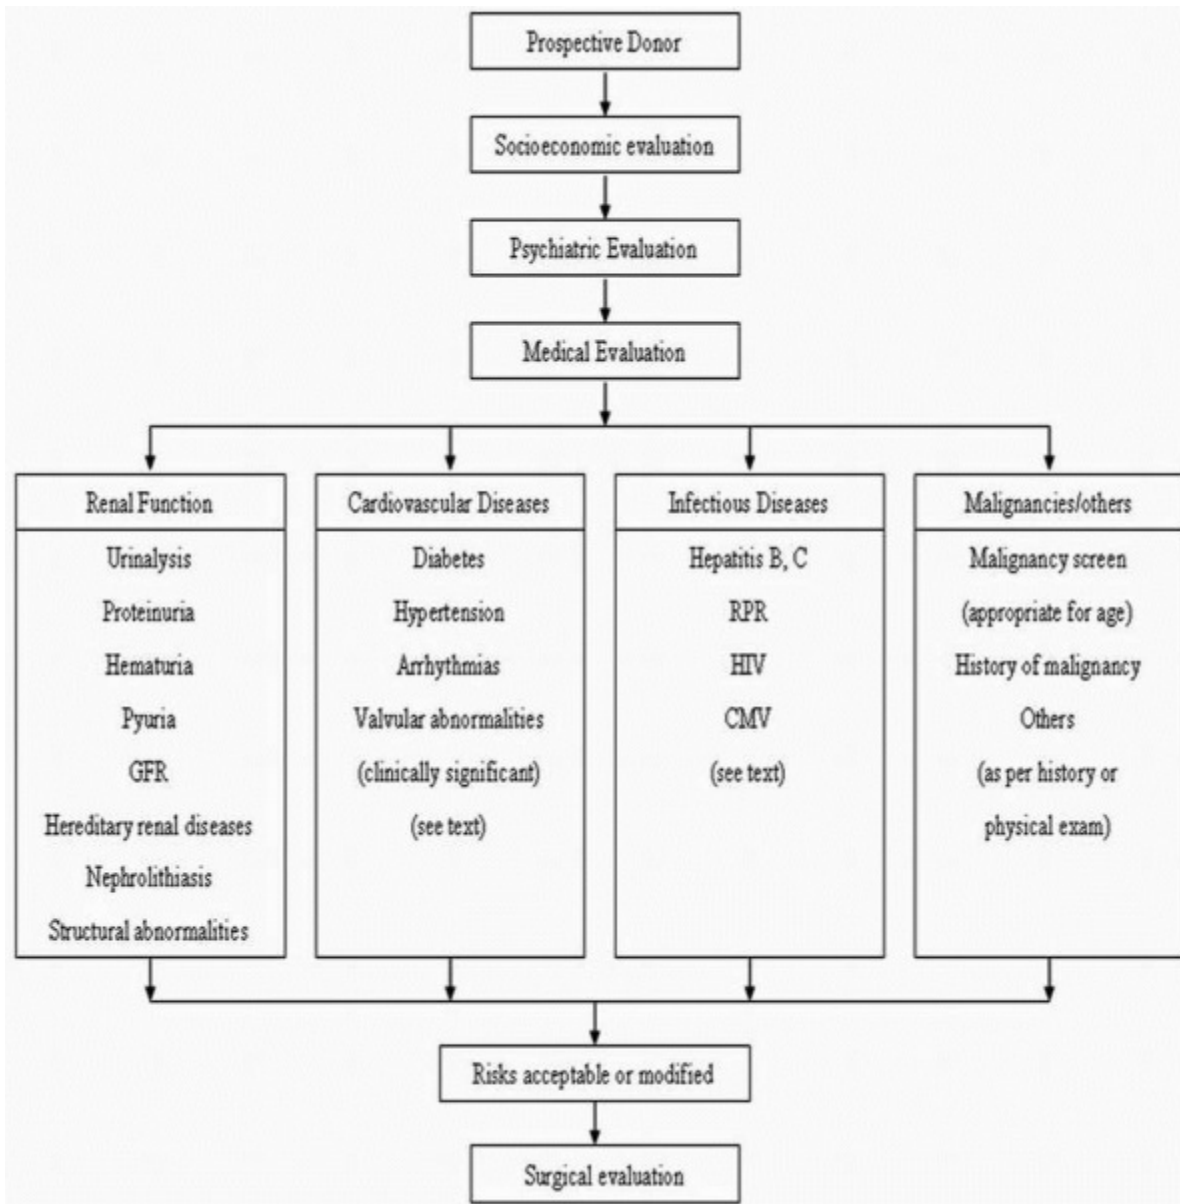 Prospective Donor
Socioeconomic evaluation
Psychiatric Evaluation
Medical Evaluation
Renal Function
Urinalysis
Proteinuria
Hematuria
Pyuria
GFR
Hereditary renal diseases
Nephrolithiasis
Structural abnormalities
Cardiovascular Diseases
Diabetes
Hypertension
Arrhythmias
Valvular abnormalities
(clinically significant)
(see text)
Infectious Diseases
Hepatitis B, C
RPR
HIV
CMV
(see text)
Malignancies/others
Malignancy screen
(appropriate for age)
History of malignancy
Others
(as per history or
physical exam)
Risks acceptable or modified
Surgical evaluation